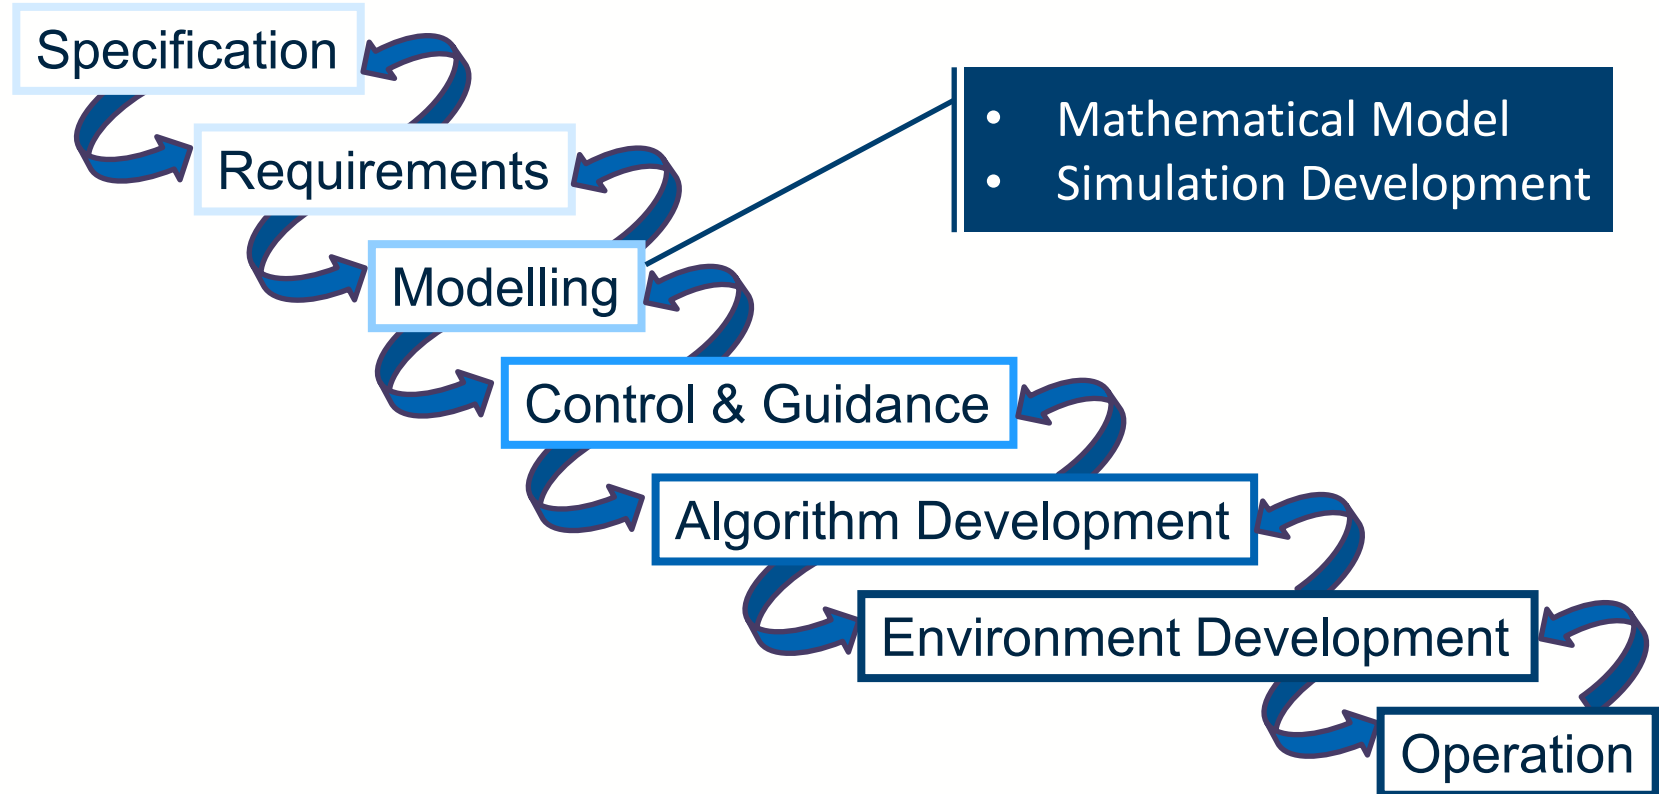 Specification
Requirements
• Mathematical Model
• Simulation Development
Modelling
Control & Guidance
Algorithm Development
Environment Development
Operation